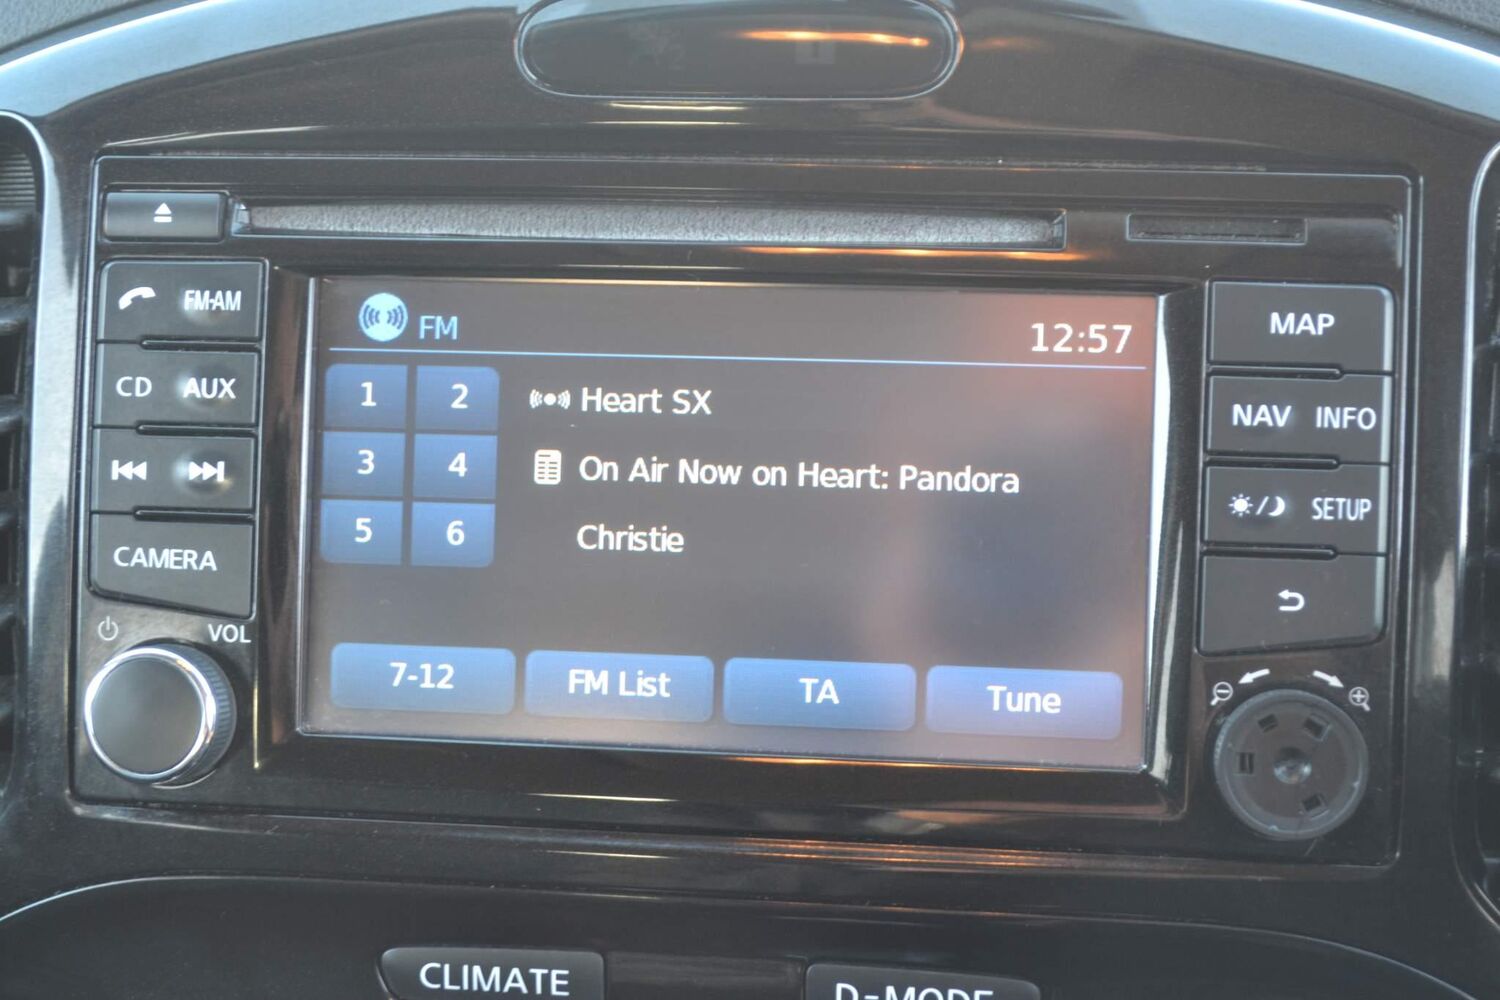 FM-AM
CD AUX
CAMERA
VOL
FM 12:57
1 2
3 4
5 6
Heart SX
On Air Now on Heart: Pandora
Christie
7-12 FM List TA Tune
MAP
NAV INFO
SETUP
CLIMATE
D-MODE